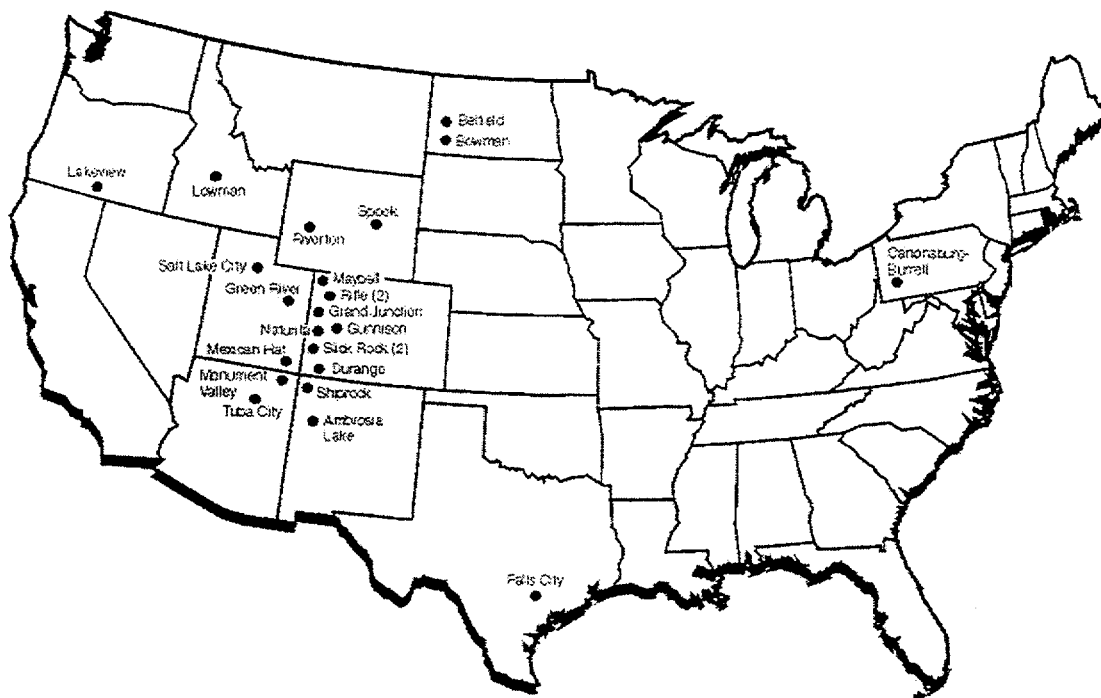 Belfield
Bowman
Lakeview
Lowman
Spook
Riverton
Salt Lake City
Maybell
Green River
Rifle (2)
Grand Junction
Naturita
Gunnison
Mexican Hat
Slick Rock (2)
Durango
Monument
Valley
Shiprock
Tuba City
Ambrosia
Lake
Canonsburg-
Burrell
Falls City